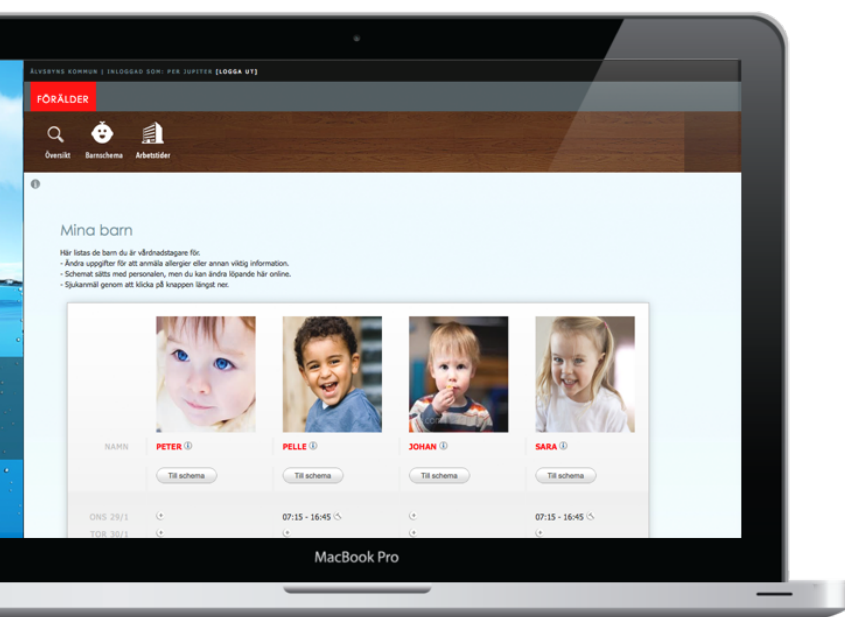 ÄLVSBYNS KOMMUN | INLOGGAD SOM: PER JUPITER [LOGGA UT]
FÖRÄLDER
Översikt Barnschema Arbetstider
Mina barn
Här listas de barn du är vårdnadstagare för.
- Ändra uppgifter för att anmäla allergier eller annan viktig information.
- Schemat sätts med personalen, men du kan ändra löpande här online.
- Sjukanmäl genom att klicka på knappen längst ner.
NAMN PETER PELLE JOHAN SARA
Till schema Till schema Till schema Till schema
ONS 29/1 07:15 - 16:45 07:15 - 16:45
TOR 30/1
MacBook Pro